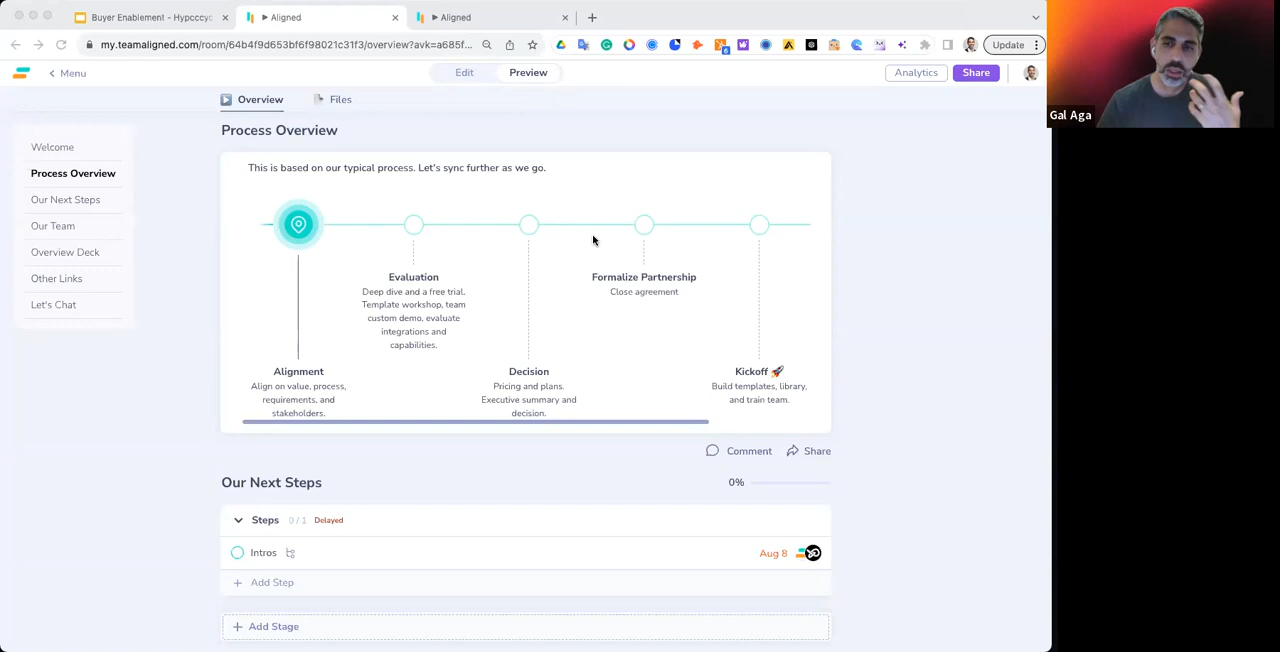 Buyer Enablement - Hypcccyc
Aligned
Aligned
my.teamaligned.com/room/64b4f9d653bf6f98021c31f3/overview?avk=a685f...
Update
Menu
Edit
Preview
Analytics
Share
Gal Aga
Overview
Files
Welcome
Process Overview
Our Next Steps
Our Team
Overview Deck
Other Links
Let's Chat
Process Overview
This is based on our typical process. Let's sync further as we go.
Evaluation
Deep dive and a free trial.
Template workshop, team
custom demo, evaluate
integrations and
capabilities.
Formalize Partnership
Close agreement
Alignment
Align on value, process,
requirements, and
stakeholders.
Decision
Pricing and plans.
Executive summary and
decision.
Kickoff 🚀
Build templates, library,
and train team.
Comment
Share
Our Next Steps
0%
Steps 0 / 1 Delayed
Intros
Aug 8
+ Add Step
+ Add Stage